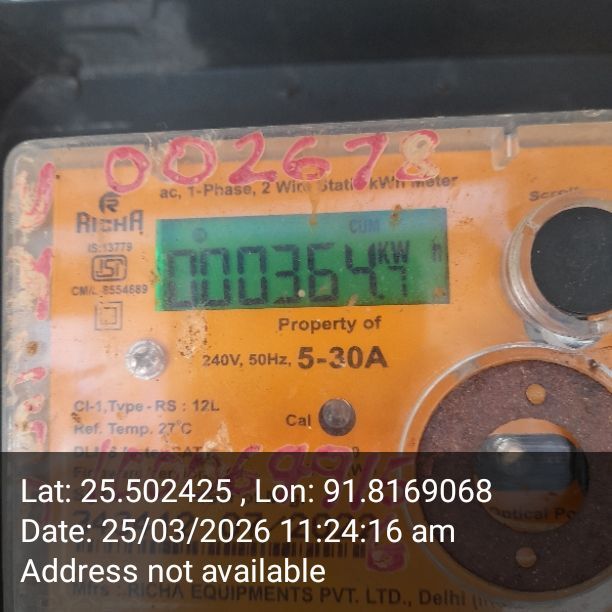 002678
ac, 1-Phase, 2 Wire Static kWh Meter
RICHA
IS:13779
CM/L 8554689
CUM
000364.1
KW h
Scroll
Property of
240V, 50Hz, 5-30A
Cl-1,Type - RS : 12L
Ref. Temp. 27°C
Cal
Optical
Lat: 25.502425 , Lon: 91.8169068
Date: 25/03/2026 11:24:16 am
Address not available
Mfrs : RICHA EQUIPMENTS PVT. LTD., Delhi